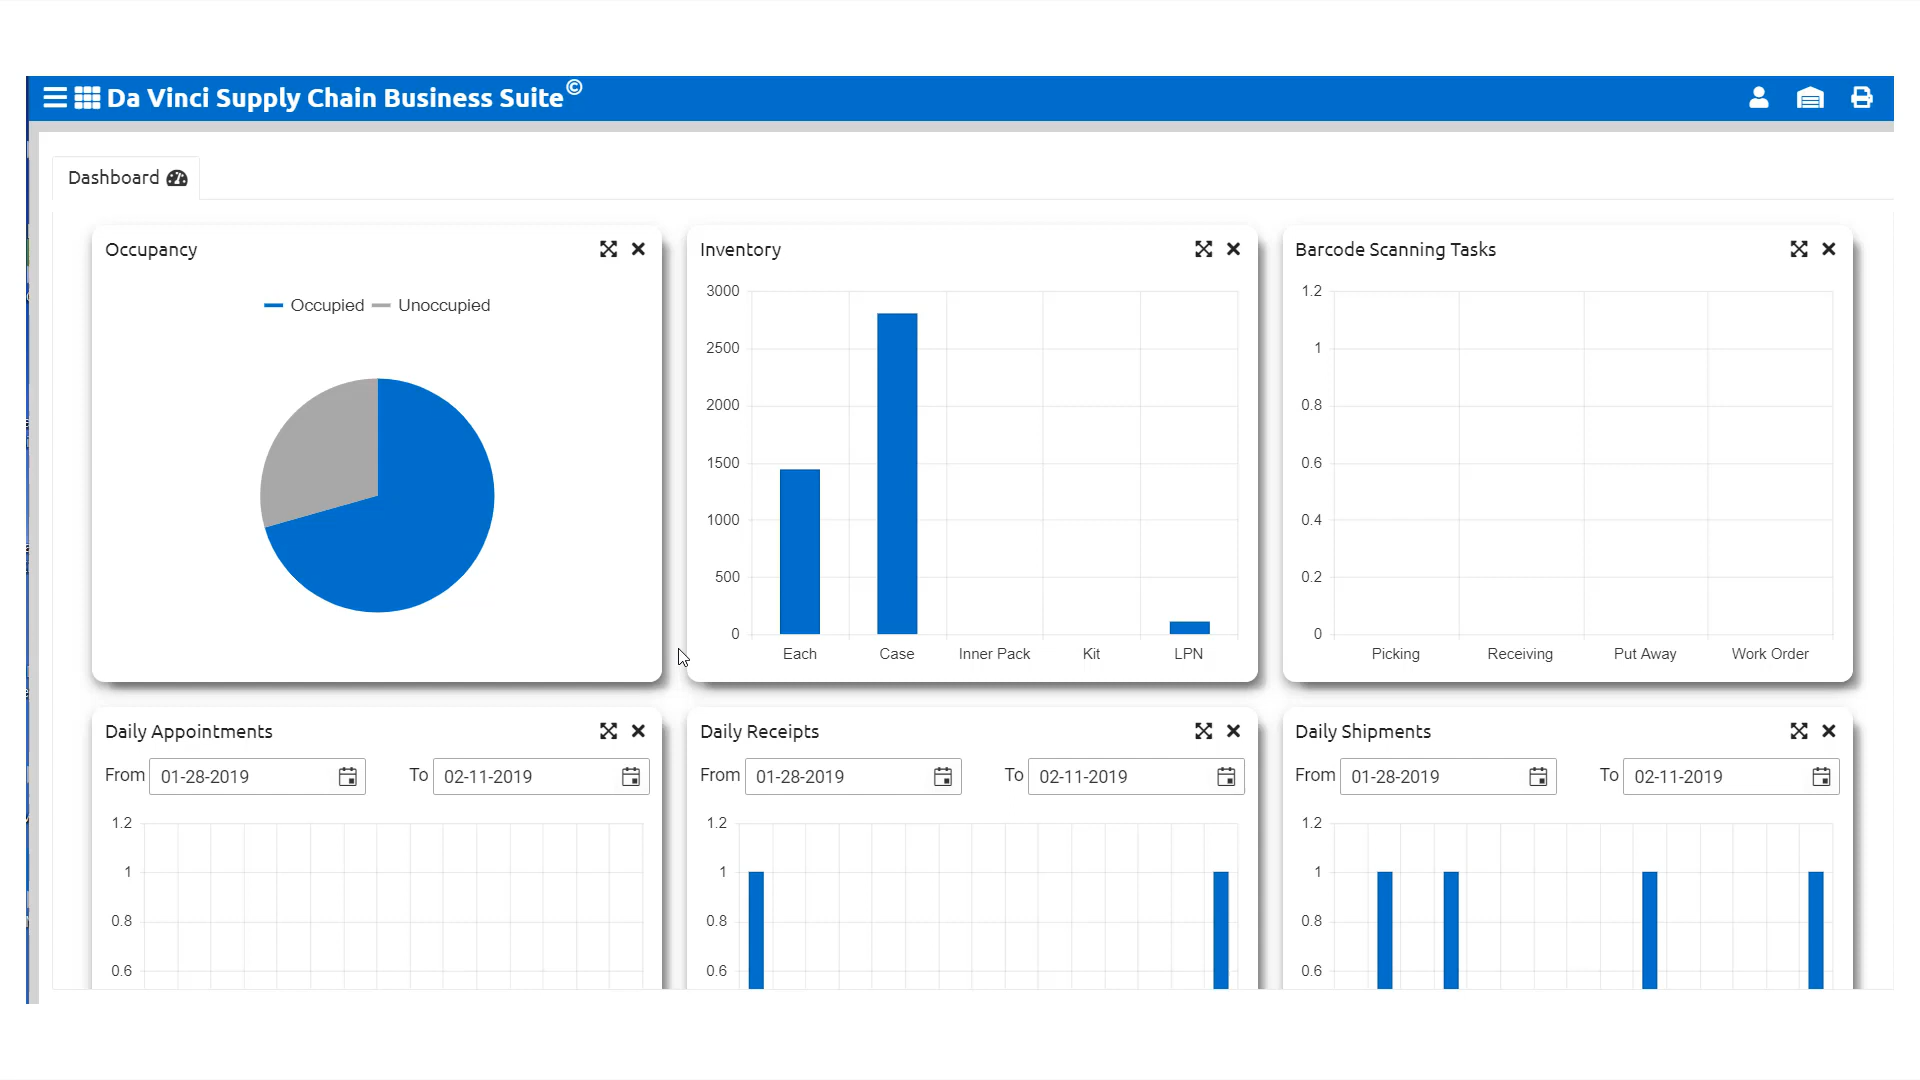 Da Vinci Supply Chain Business Suite©
Dashboard
Occupancy
Occupied Unoccupied
Inventory
3000
2500
2000
1500
1000
500
0
Each Case Inner Pack Kit LPN
Barcode Scanning Tasks
1.2
1
0.8
0.6
0.4
0.2
0
Picking Receiving Put Away Work Order
Daily Appointments
From 01-28-2019 To 02-11-2019
1.2
1
0.8
0.6
Daily Receipts
From 01-28-2019 To 02-11-2019
1.2
1
0.8
0.6
Daily Shipments
From 01-28-2019 To 02-11-2019
1.2
1
0.8
0.6